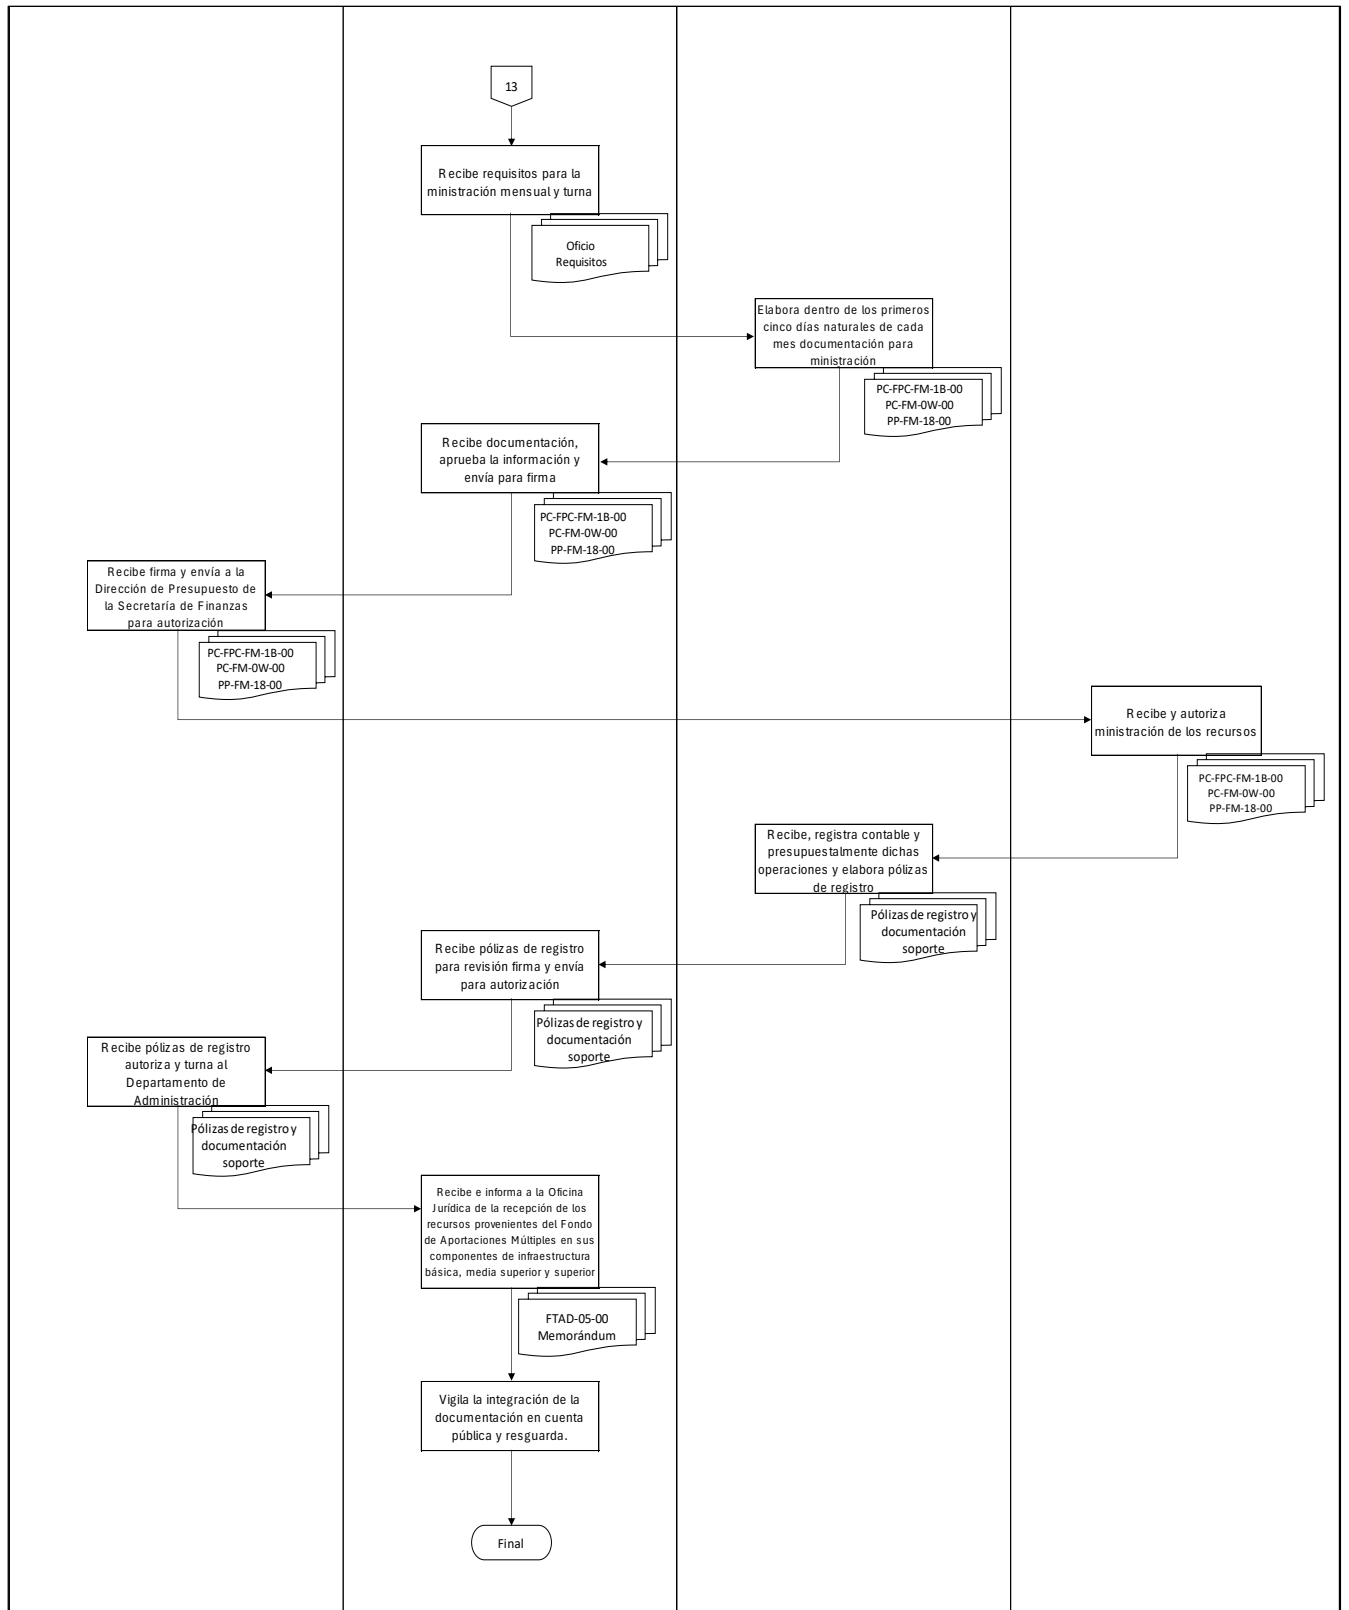 13
Recibe requisitos para la
ministración mensual y turna
Oficio
Requisitos
Elabora dentro de los primeros
cinco días naturales de cada
mes documentación para
ministración
PC-FPC-FM-1B-00
PC-FM-0W-00
PP-FM-18-00
Recibe documentación,
aprueba la información y
envía para firma
PC-FPC-FM-1B-00
PC-FM-0W-00
PP-FM-18-00
Recibe firma y envía a la
Dirección de Presupuesto de
la Secretaría de Finanzas
para autorización
PC-FPC-FM-1B-00
PC-FM-0W-00
PP-FM-18-00
Recibe y autoriza
ministración de los recursos
PC-FPC-FM-1B-00
PC-FM-0W-00
PP-FM-18-00
Recibe, registra contable y
presupuestalmente dichas
operaciones y elabora pólizas
de registro
Pólizas de registro y
documentación
soporte
Recibe pólizas de registro
para revisión firma y envía
para autorización
Pólizas de registro y
documentación
soporte
Recibe pólizas de registro
autoriza y turna al
Departamento de
Administración
Pólizas de registro y
documentación
soporte
Recibe e informa a la Oficina
Jurídica de la recepción de los
recursos provenientes del Fondo
de Aportaciones Múltiples en sus
componentes de infraestructura
básica, media superior y superior
FTAD-05-00
Memorándum
Vigila la integración de la
documentación en cuenta
pública y resguarda.
Final